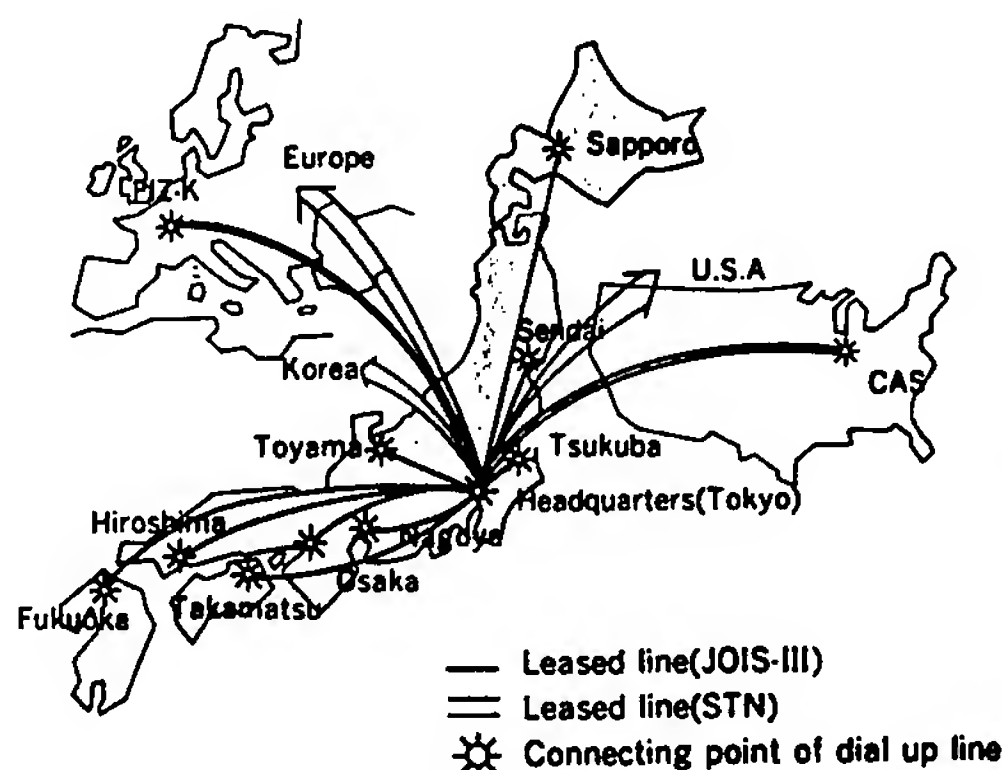 Sapporo
Europe
U.S.A
Sendai
Korea
CAS
Toyama
Tsukuba
Headquarters(Tokyo)
Hiroshima
Nagoya
Osaka
Takamatsu
Fukuoka
Leased line(JOIS-III)
Leased line(STN)
Connecting point of dial up line